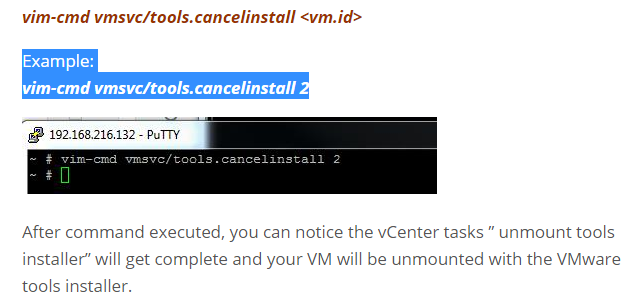 vim-cmd vmsvc/tools.cancelinstall <vm.id>
Example:
vim-cmd vmsvc/tools.cancelinstall 2
192.168.216.132 - PuTTY
~ # vim-cmd vmsvc/tools.cancelinstall 2
~ #
After command executed, you can notice the vCenter tasks ” unmount tools
installer” will get complete and your VM will be unmounted with the VMware
tools installer.